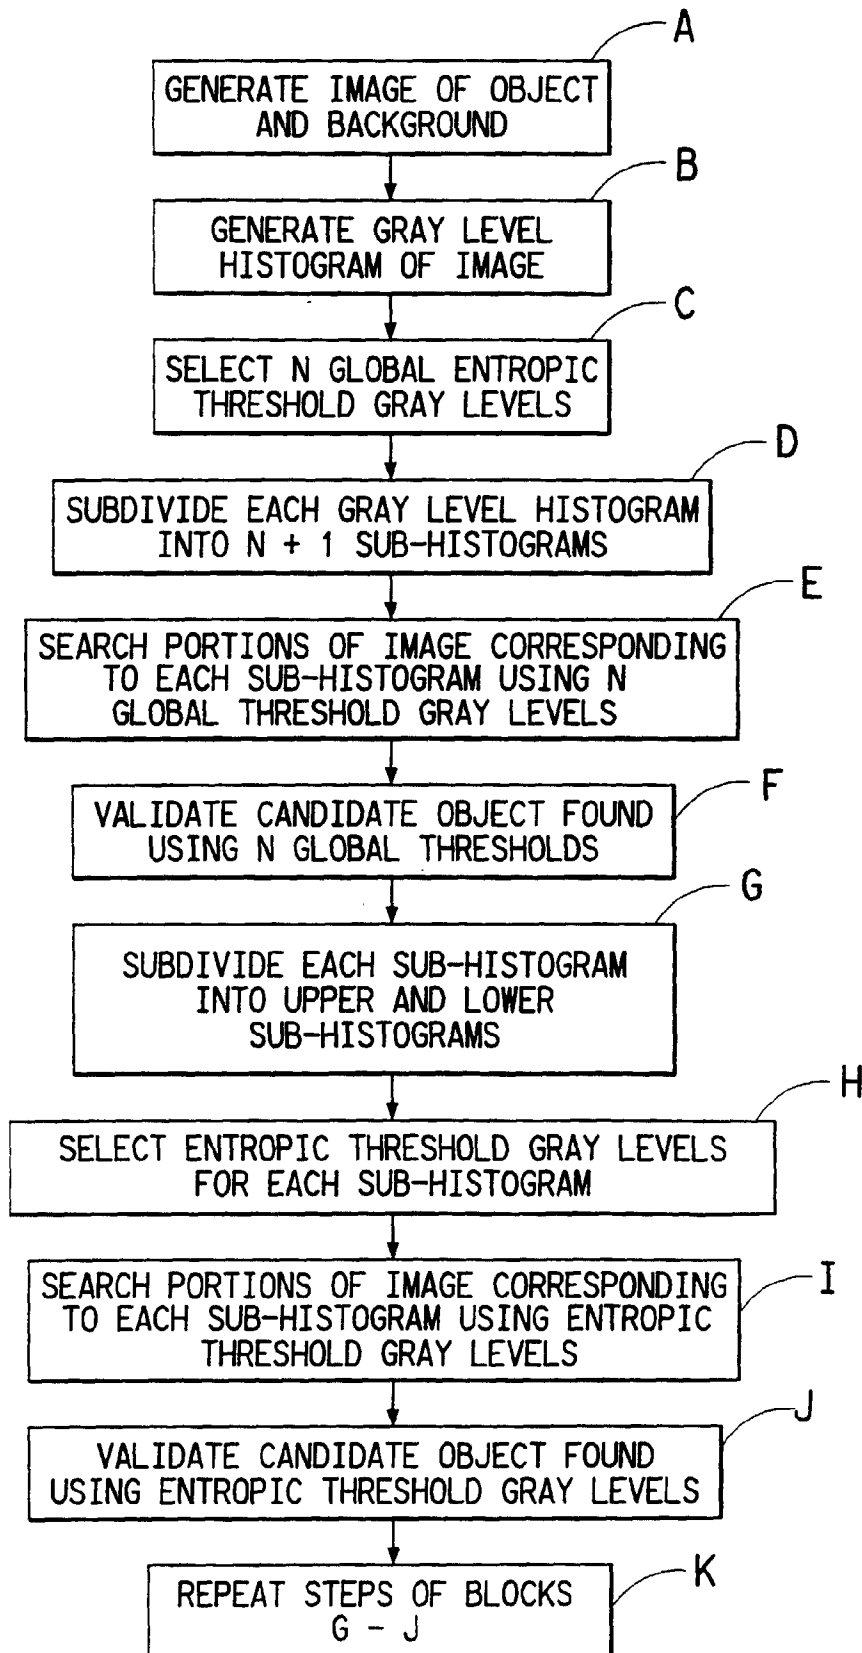 A
GENERATE IMAGE OF OBJECT
AND BACKGROUND
B
GENERATE GRAY LEVEL
HISTOGRAM OF IMAGE
C
SELECT N GLOBAL ENTROPIC
THRESHOLD GRAY LEVELS
D
SUBDIVIDE EACH GRAY LEVEL HISTOGRAM
INTO N + 1 SUB-HISTOGRAMS
E
SEARCH PORTIONS OF IMAGE CORRESPONDING
TO EACH SUB-HISTOGRAM USING N
GLOBAL THRESHOLD GRAY LEVELS
F
VALIDATE CANDIDATE OBJECT FOUND
USING N GLOBAL THRESHOLDS
G
SUBDIVIDE EACH SUB-HISTOGRAM
INTO UPPER AND LOWER
SUB-HISTOGRAMS
H
SELECT ENTROPIC THRESHOLD GRAY LEVELS
FOR EACH SUB-HISTOGRAM
I
SEARCH PORTIONS OF IMAGE CORRESPONDING
TO EACH SUB-HISTOGRAM USING ENTROPIC
THRESHOLD GRAY LEVELS
J
VALIDATE CANDIDATE OBJECT FOUND
USING ENTROPIC THRESHOLD GRAY LEVELS
K
REPEAT STEPS OF BLOCKS
G - J